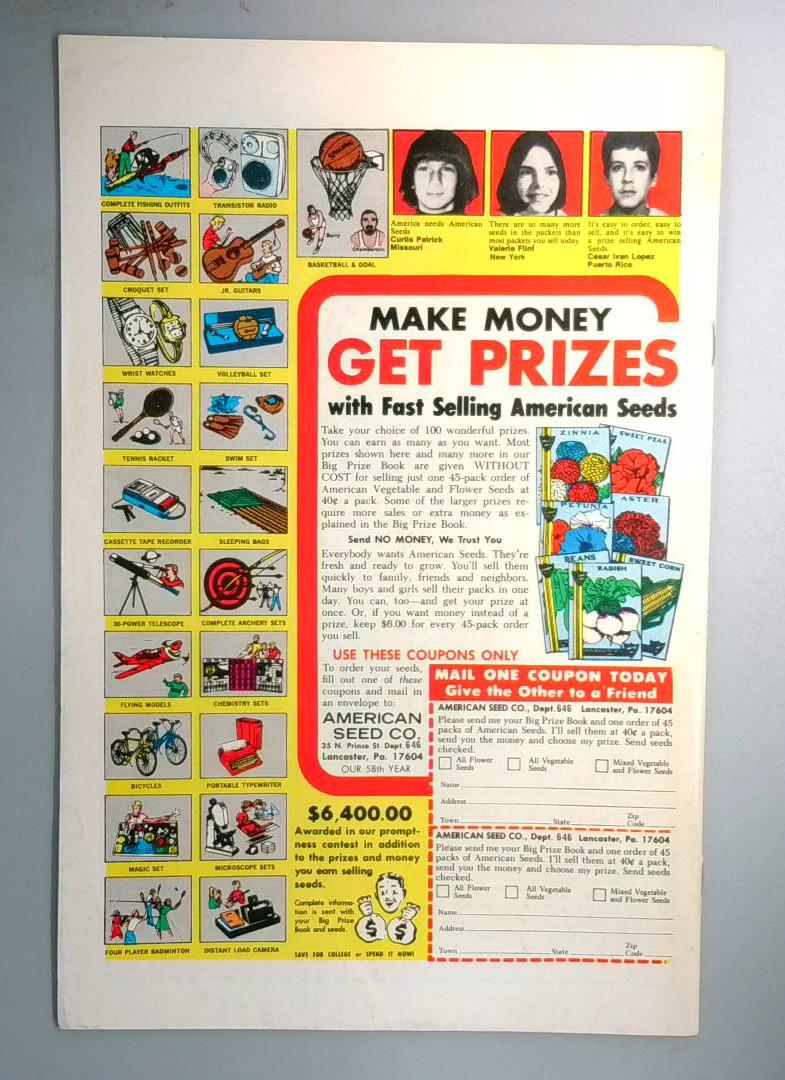 COMPLETE FISHING OUTFITS
TRANSISTOR RADIO
CROQUET SET
JR. GUITARS
WRIST WATCHES
VOLLEYBALL SET
TENNIS RACKET
SWIM SET
CASSETTE TAPE RECORDER
SLEEPING BAGS
30-POWER TELESCOPE
COMPLETE ARCHERY SETS
FLYING MODELS
CHEMISTRY SETS
BICYCLES
PORTABLE TYPEWRITER
MAGIC SET
MICROSCOPE SETS
FOUR PLAYER BADMINTON
INSTANT LOAD CAMERA
SPALDING
Barry
Chamberlain
BASKETBALL & GOAL
America needs American
Seeds
Curtis Patrick
Missouri
There are so many more
seeds in the packets than
most packets you sell today.
Valerie Flint
New York
It's easy to order, easy to
sell, and it's easy to win
a prize selling American
Seeds.
Cesar Ivan Lopez
Puerto Rico
MAKE MONEY
GET PRIZES
with Fast Selling American Seeds
Take your choice of 100 wonderful prizes.
You can earn as many as you want. Most
prizes shown here and many more in our
Big Prize Book are given WITHOUT
COST for selling just one 45-pack order of
American Vegetable and Flower Seeds at
40¢ a pack. Some of the larger prizes re-
quire more sales or extra money as ex-
plained in the Big Prize Book.
Send NO MONEY, We Trust You
Everybody wants American Seeds. They're
fresh and ready to grow. You'll sell them
quickly to family, friends and neighbors.
Many boys and girls sell their packs in one
day. You can, too—and get your prize at
once. Or, if you want money instead of a
prize, keep $6.00 for every 45-pack order
you sell.
ZINNIA
SWEET PEAS
PETUNIA
ASTER
BEANS
RADISH
SWEET CORN
USE THESE COUPONS ONLY
To order your seeds,
fill out one of these
coupons and mail in
an envelope to:
AMERICAN
SEED CO.
35 N. Prince St. Dept. 646
Lancaster, Pa. 17604
OUR 58th YEAR
MAIL ONE COUPON TODAY
Give the Other to a Friend
AMERICAN SEED CO., Dept. 646 Lancaster, Pa. 17604
Please send me your Big Prize Book and one order of 45
packs of American Seeds. I'll sell them at 40¢ a pack,
send you the money and choose my prize. Send seeds
checked.
All Flower
Seeds
All Vegetable
Seeds
Mixed Vegetable
and Flower Seeds
Name
Address
Town State Zip
Code
AMERICAN SEED CO., Dept. 646 Lancaster, Pa. 17604
Please send me your Big Prize Book and one order of 45
packs of American Seeds. I'll sell them at 40¢ a pack,
send you the money and choose my prize. Send seeds
checked.
All Flower
Seeds
All Vegetable
Seeds
Mixed Vegetable
and Flower Seeds
Name
Address
Town State Zip
Code
$6,400.00
Awarded in our prompt-
ness contest in addition
to the prizes and money
you earn selling
seeds.
Complete informa-
tion is sent with
your Big Prize
Book and seeds.
$ $
SAVE FOR COLLEGE or SPEND IT NOW!